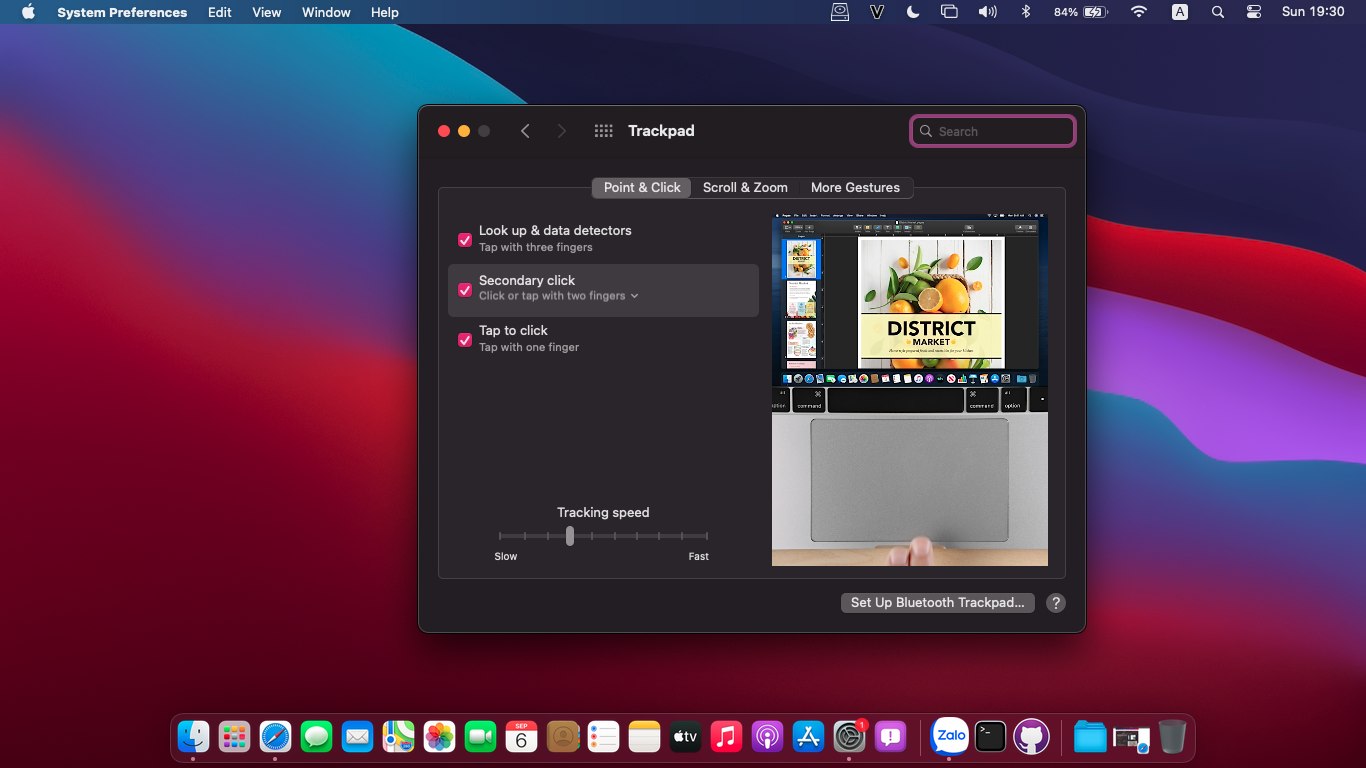 System Preferences Edit View Window Help
84%
A
Sun 19:30
Trackpad
Search
Point & Click Scroll & Zoom More Gestures
Look up & data detectors
Tap with three fingers
Secondary click
Click or tap with two fingers
Tap to click
Tap with one finger
DISTRICT
MARKET
command
command
option
Tracking speed
Slow Fast
Set Up Bluetooth Trackpad...
?
SEP
6
tv
1
Zalo